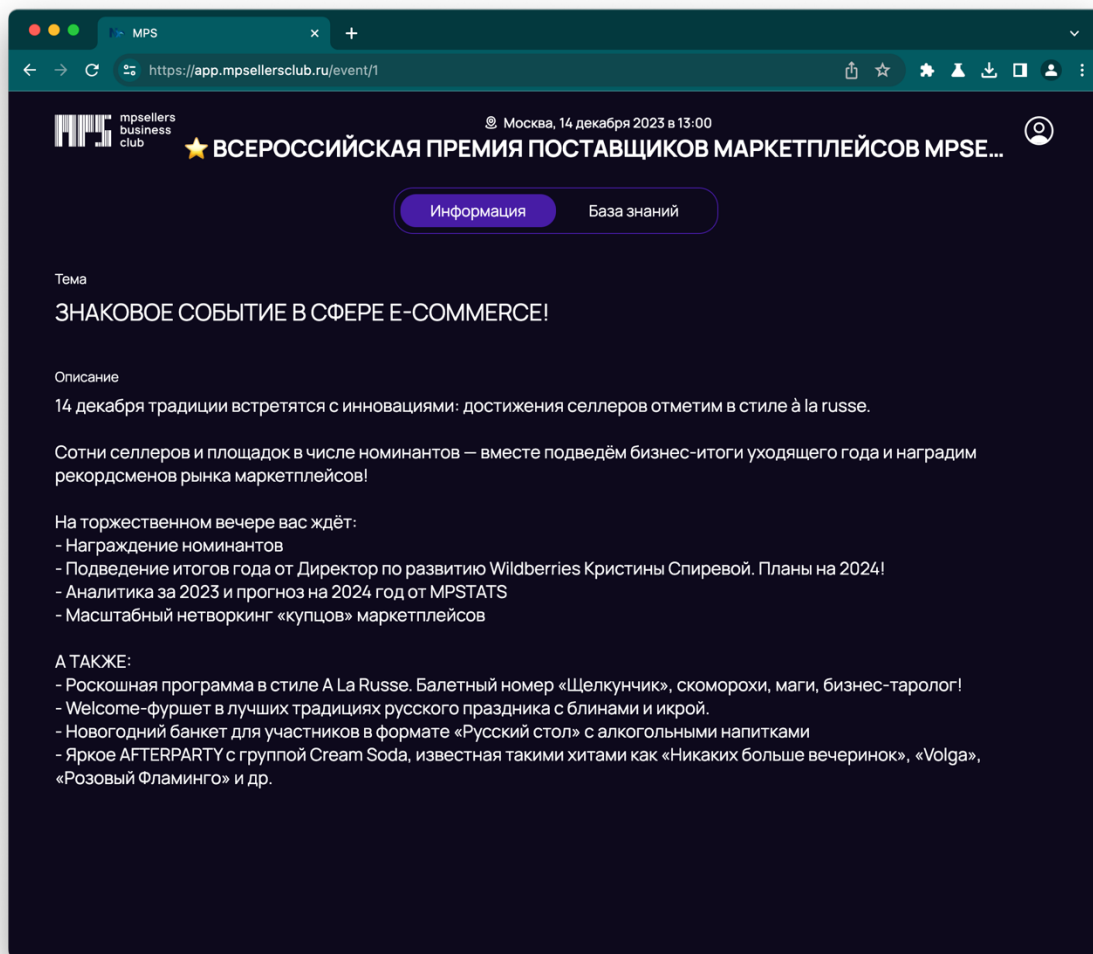 MPS
https://app.mpsellersclub.ru/event/1
MPS
mpsellers
business
club
Москва, 14 декабря 2023 в 13:00
⭐ ВСЕРОССИЙСКАЯ ПРЕМИЯ ПОСТАВЩИКОВ МАРКЕТПЛЕЙСОВ MPSE...
Информация
База знаний
Тема
ЗНАКОВОЕ СОБЫТИЕ В СФЕРЕ E-COMMERCE!
Описание
14 декабря традиции встретятся с инновациями: достижения селлеров отметим в стиле à la russe.
Сотни селлеров и площадок в числе номинантов — вместе подведём бизнес-итоги уходящего года и наградим
рекордсменов рынка маркетплейсов!
На торжественном вечере вас ждёт:
- Награждение номинантов
- Подведение итогов года от Директор по развитию Wildberries Кристины Спиревой. Планы на 2024!
- Аналитика за 2023 и прогноз на 2024 год от MPSTATS
- Масштабный нетворкинг «купцов» маркетплейсов
А ТАКЖЕ:
- Роскошная программа в стиле A La Russe. Балетный номер «Щелкунчик», скоморохи, маги, бизнес-таролог!
- Welcome-фуршет в лучших традициях русского праздника с блинами и икрой.
- Новогодний банкет для участников в формате «Русский стол» с алкогольными напитками
- Яркое AFTERPARTY с группой Cream Soda, известная такими хитами как «Никаких больше вечеринок», «Volga»,
«Розовый Фламинго» и др.